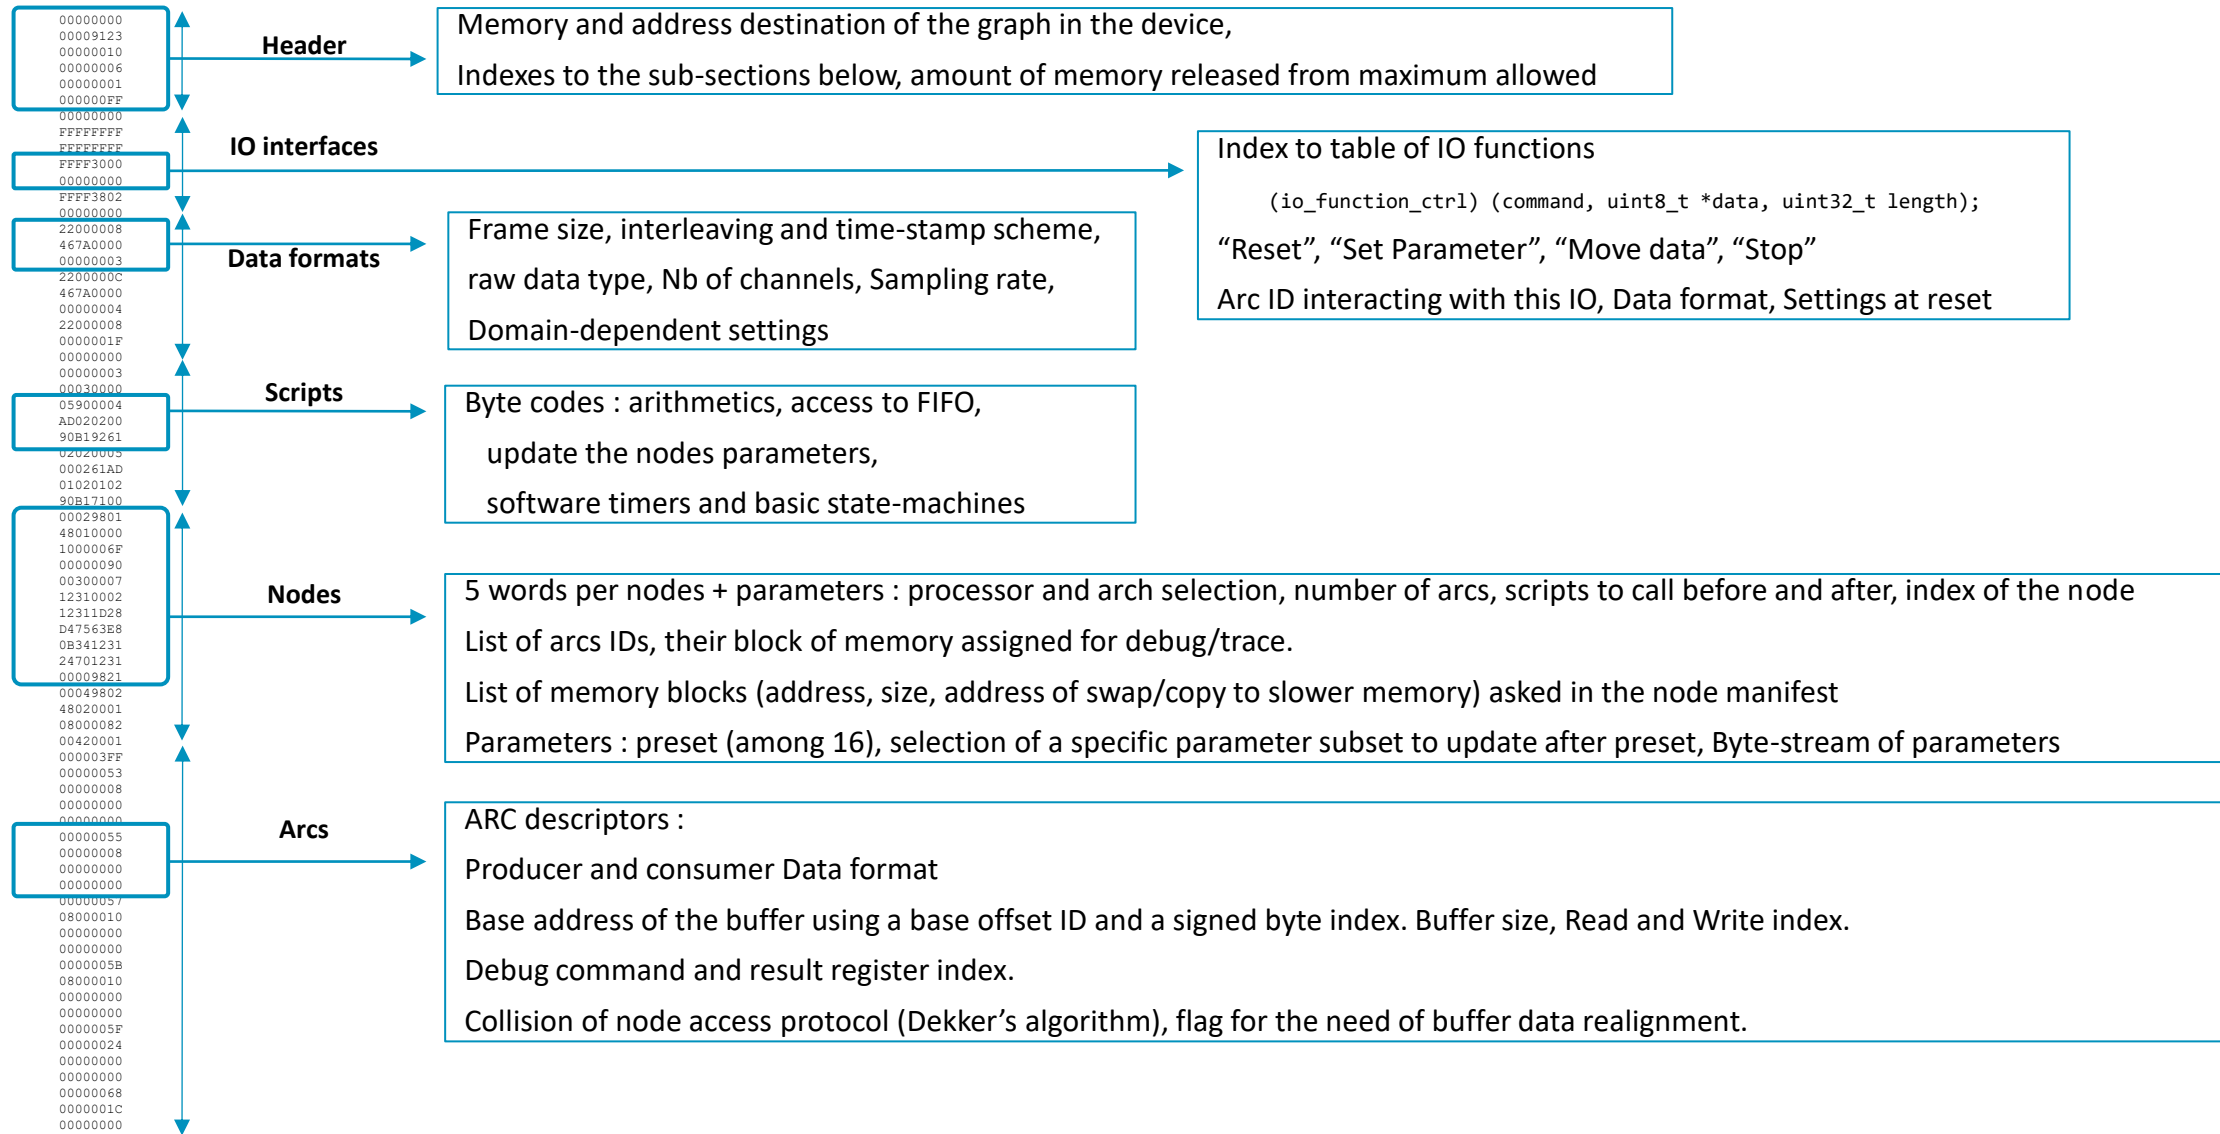 00000000
00009123
00000010
00000006
00000001
000000FF
00000000
FFFFFFFF
FFFFFFFF
FFFF3000
00000000
FFFF3802
00000000
22000008
467A0000
00000003
2200000C
467A0000
00000004
22000008
0000001F
00000000
00000003
00030000
05900004
AD020200
90B19261
02020005
000261AD
01020102
90B17100
00029801
48010000
1000006F
00000090
00300007
12310002
12311D28
D47563E8
0B341231
24701231
00009821
00049802
48020001
08000082
00420001
000003FF
00000053
00000008
00000000
00000000
00000055
00000008
00000000
00000000
00000057
08000010
00000000
00000000
0000005B
08000010
00000000
00000000
0000005F
00000024
00000000
00000000
00000068
0000001C
00000000
Header
Memory and address destination of the graph in the device,
Indexes to the sub-sections below, amount of memory released from maximum allowed
IO interfaces
Index to table of IO functions
(io_function_ctrl) (command, uint8_t *data, uint32_t length);
“Reset”, “Set Parameter”, “Move data”, “Stop”
Arc ID interacting with this IO, Data format, Settings at reset
Data formats
Frame size, interleaving and time-stamp scheme,
raw data type, Nb of channels, Sampling rate,
Domain-dependent settings
Scripts
Byte codes : arithmetics, access to FIFO,
update the nodes parameters,
software timers and basic state-machines
Nodes
5 words per nodes + parameters : processor and arch selection, number of arcs, scripts to call before and after, index of the node
List of arcs IDs, their block of memory assigned for debug/trace.
List of memory blocks (address, size, address of swap/copy to slower memory) asked in the node manifest
Parameters : preset (among 16), selection of a specific parameter subset to update after preset, Byte-stream of parameters
Arcs
ARC descriptors :
Producer and consumer Data format
Base address of the buffer using a base offset ID and a signed byte index. Buffer size, Read and Write index.
Debug command and result register index.
Collision of node access protocol (Dekker’s algorithm), flag for the need of buffer data realignment.